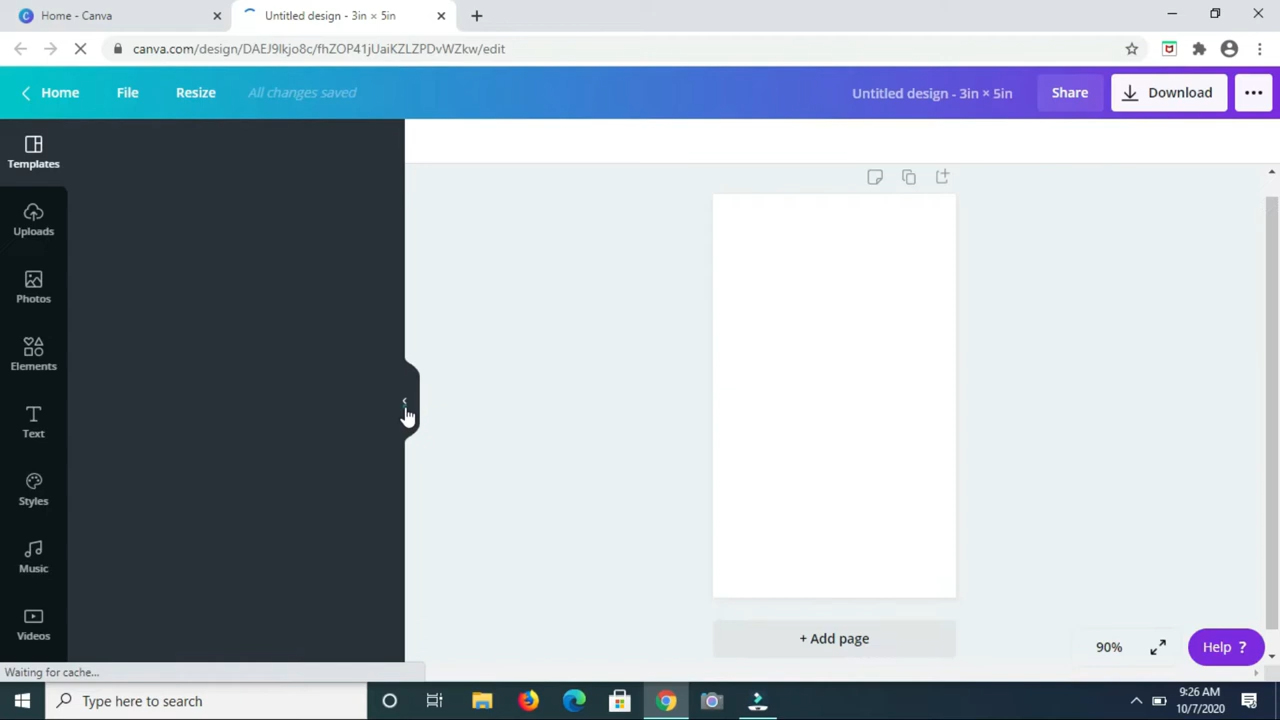 Home - Canva
Untitled design - 3in × 5in
canva.com/design/DAEJ9lkjo8c/fhZOP41jUaiKZLZPDvWZkw/edit
Home
File
Resize
All changes saved
Untitled design - 3in × 5in
Share
Download
Templates
Uploads
Photos
Elements
Text
Styles
Music
Videos
+ Add page
90%
Help ?
Waiting for cache...
Type here to search
9:26 AM
10/7/2020